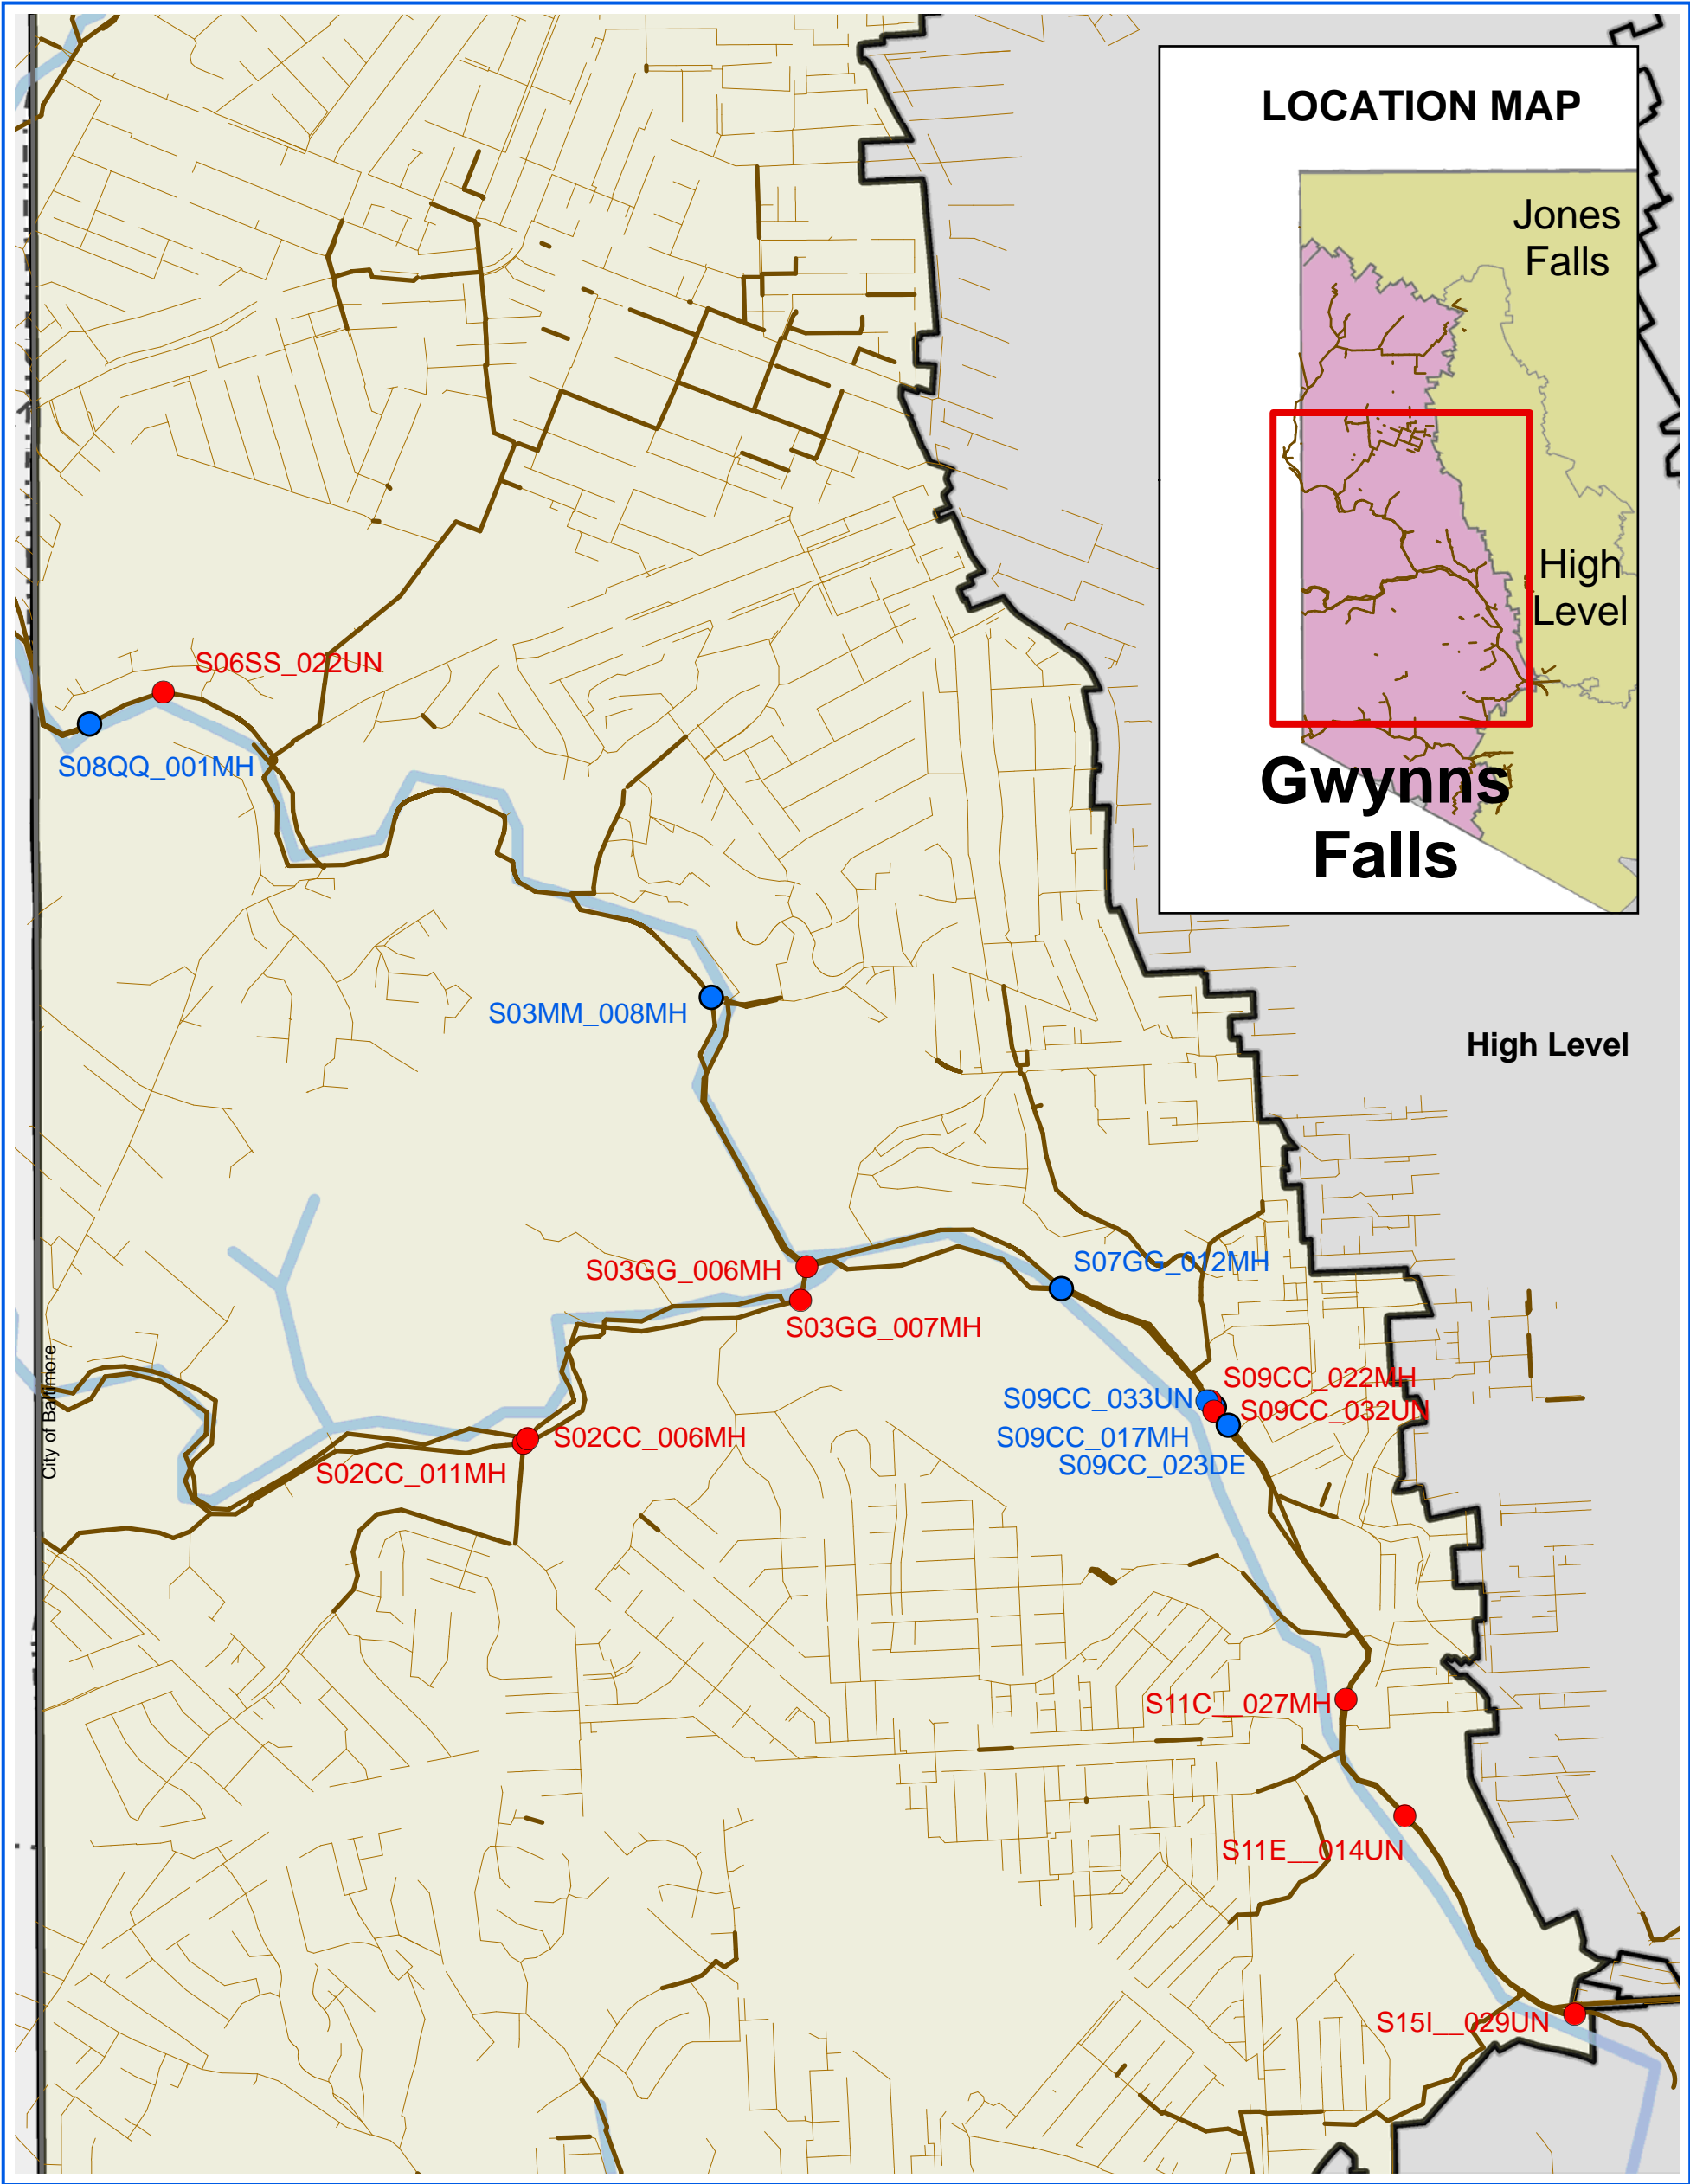 LOCATION MAP
Jones
Falls
High
Level
Gwynns
Falls
S06SS_022UN
S08QQ_001MH
S03MM_008MH
High Level
S03GG_006MH
S07GG_012MH
S03GG_007MH
City of Baltimore
S09CC_022MH
S09CC_033UN
S09CC_032UN
S02CC_006MH
S09CC_017MH
S09CC_023DE
S02CC_011MH
S11C__027MH
S11E__014UN
S15I__029UN